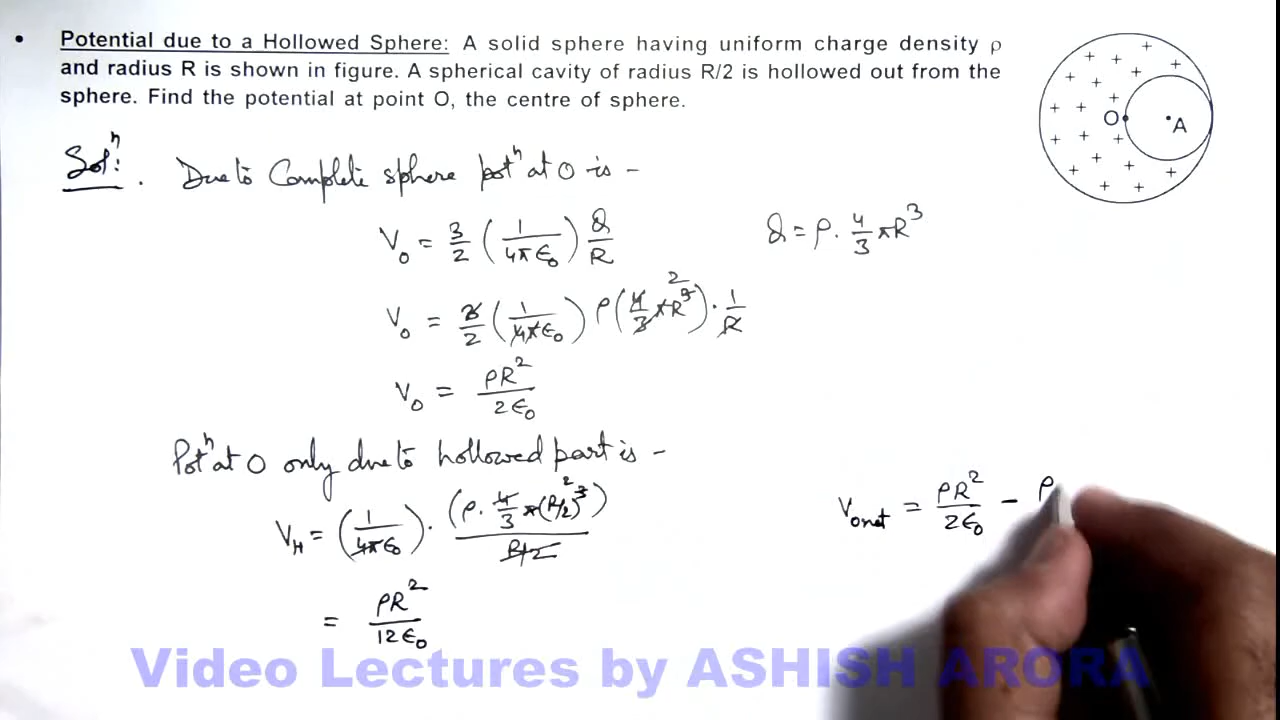 • Potential due to a Hollowed Sphere: A solid sphere having uniform charge density ρ
and radius R is shown in figure. A spherical cavity of radius R/2 is hollowed out from the
sphere. Find the potential at point O, the centre of sphere.
O A
Solⁿ: . Due to Complete sphere potⁿ at O is –
V₀ = 3/2 (1/4πϵ₀) Q/R
Q = ρ. 4/3 πR³
V₀ = 3/2 (1/4πϵ₀) ρ(4/3 πR³)² · 1/R
V₀ = ρR²/2ϵ₀
Potⁿ at O only due to hollowed part is –
V_H = (1/4πϵ₀) · (ρ. 4/3 π(R/2)³²) / R/2
= ρR²/12ϵ₀
V₀net = ρR²/2ϵ₀ – ρ
Video Lectures by ASHISH ARORA